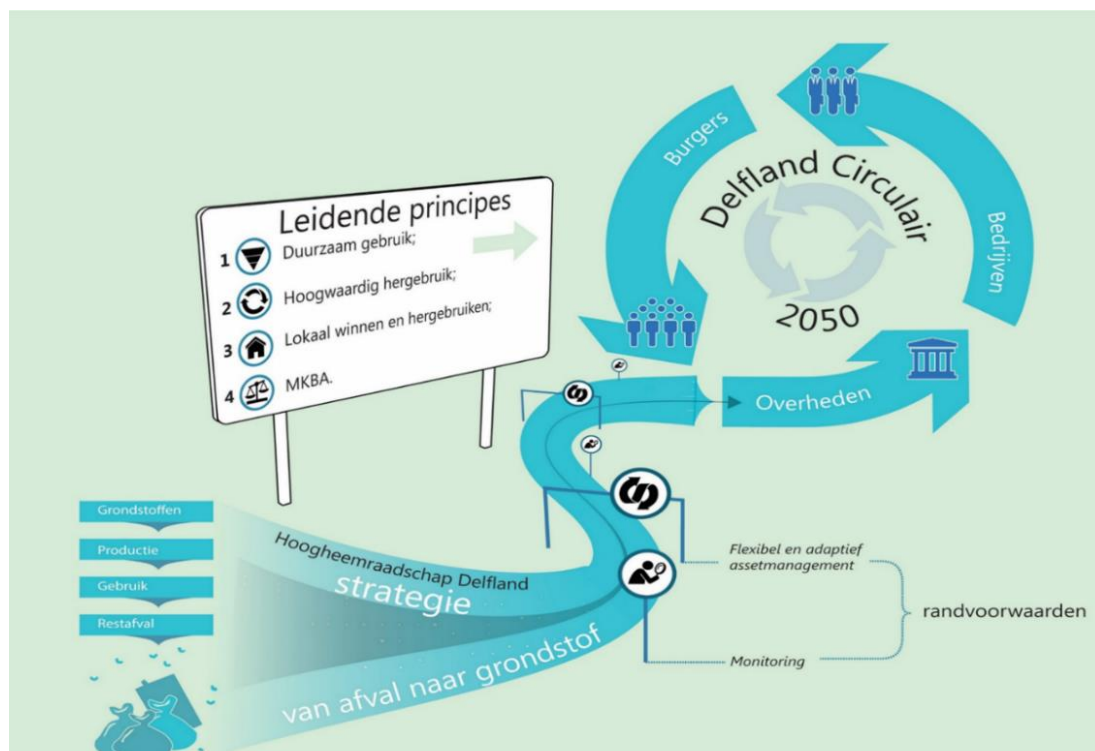 Leidende principes
1 Duurzaam gebruik;
2 Hoogwaardig hergebruik;
3 Lokaal winnen en hergebruiken;
4 MKBA.
Burgers
Bedrijven
Delfland Circulair
2050
Overheden
Grondstoffen
Productie
Gebruik
Restafval
Hoogheemraadschap Delfland
strategie
van afval naar grondstof
Flexibel en adaptief
assetmanagement
randvoorwaarden
Monitoring